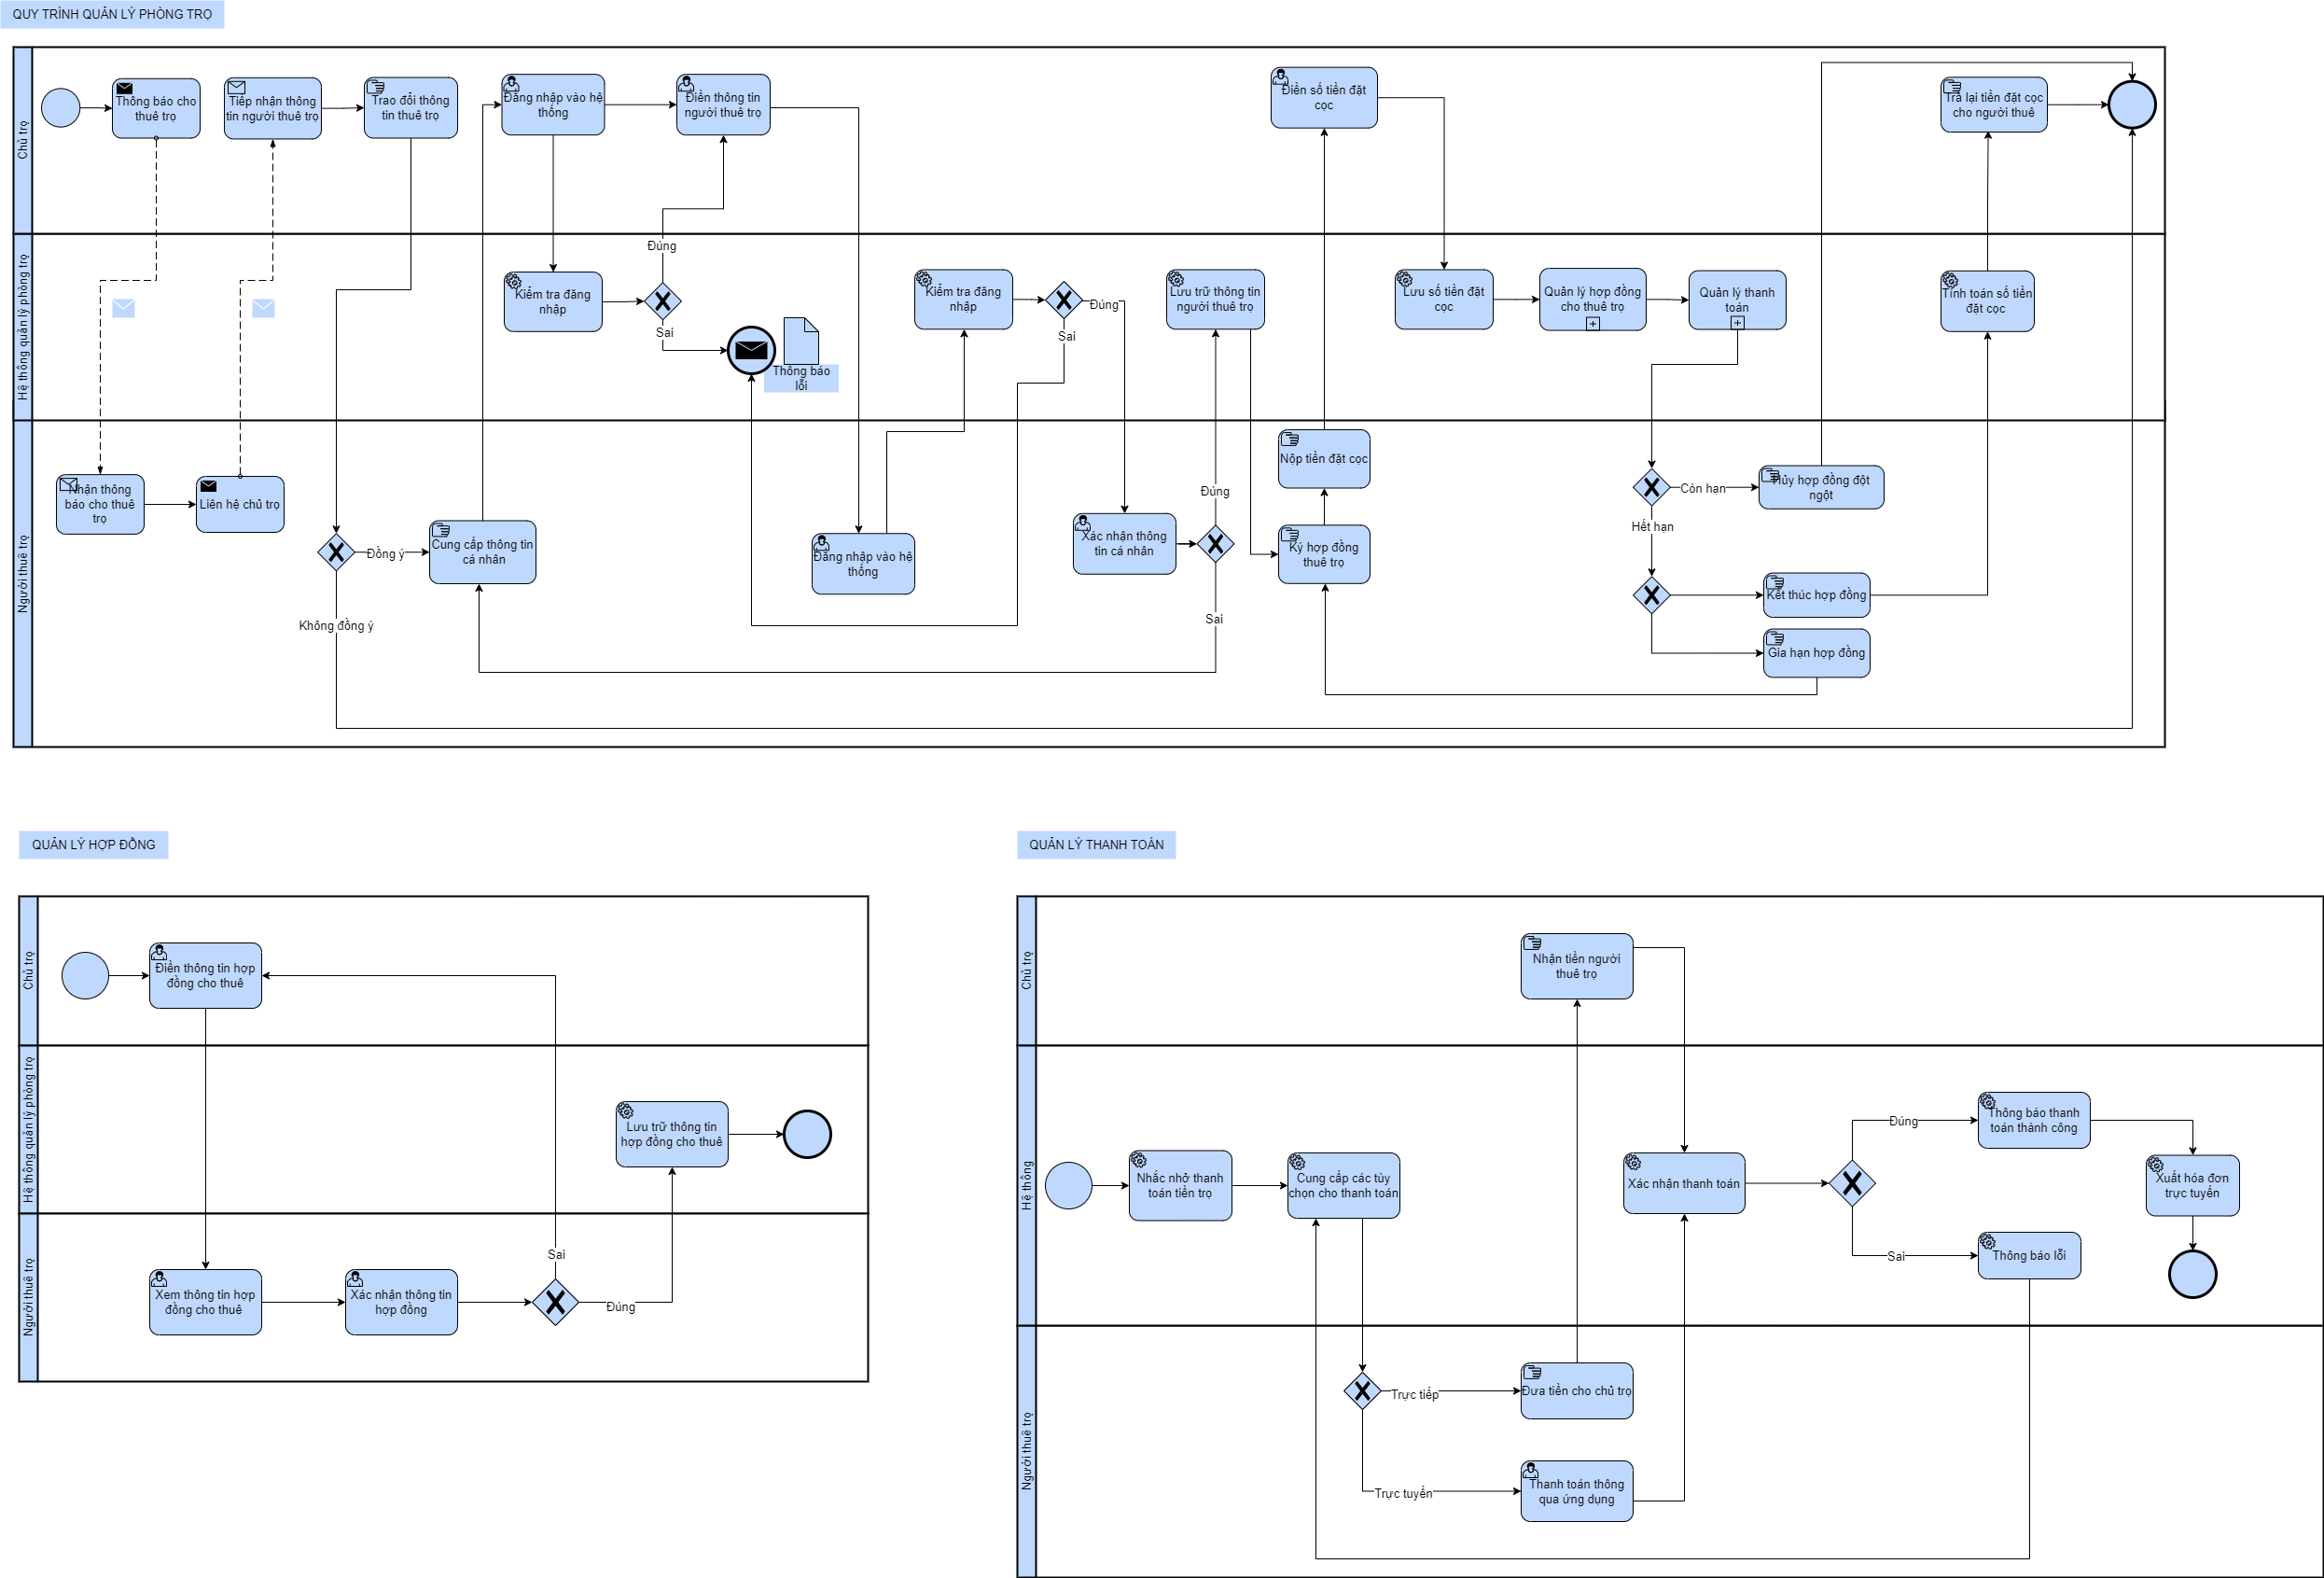 QUY TRÌNH QUẢN LÝ PHÒNG TRỌ
Chủ trọ
Thông báo cho
thuê trọ
Tiếp nhận thông
tin người thuê trọ
Trao đổi thông
tin thuê trọ
Đăng nhập vào hệ
thống
Điền thông tin
người thuê trọ
Điền số tiền đặt
cọc
Trả lại tiền đặt cọc
cho người thuê
Hệ thống quản lý phòng trọ
Đúng
Kiểm tra đăng
nhập
Sai
Thông báo
lỗi
Kiểm tra đăng
nhập
Đúng
Sai
Lưu trữ thông tin
người thuê trọ
Lưu số tiền đặt
cọc
Quản lý hợp đồng
cho thuê trọ
Quản lý thanh
toán
Tính toán số tiền
đặt cọc
Người thuê trọ
Nhận thông
báo cho thuê
trọ
Liên hệ chủ trọ
Đồng ý
Không đồng ý
Cung cấp thông tin
cá nhân
Đăng nhập vào hệ
thống
Xác nhận thông
tin cá nhân
Đúng
Sai
Nộp tiền đặt cọc
Ký hợp đồng
thuê trọ
Còn hạn
Hủy hợp đồng đột
ngột
Hết hạn
Kết thúc hợp đồng
Gia hạn hợp đồng
QUẢN LÝ HỢP ĐỒNG
Chủ trọ
Điền thông tin hợp
đồng cho thuê
Hệ thống quản lý phòng trọ
Lưu trữ thông tin
hợp đồng cho thuê
Người thuê trọ
Xem thông tin hợp
đồng cho thuê
Xác nhận thông tin
hợp đồng
Sai
Đúng
QUẢN LÝ THANH TOÁN
Chủ trọ
Nhận tiền người
thuê trọ
Hệ thống
Nhắc nhở thanh
toán tiền trọ
Cung cấp các tùy
chọn cho thanh toán
Xác nhận thanh toán
Đúng
Thông báo thanh
toán thành công
Xuất hóa đơn
trực tuyến
Sai
Thông báo lỗi
Người thuê trọ
Trực tiếp
Đưa tiền cho chủ trọ
Trực tuyến
Thanh toán thông
qua ứng dụng